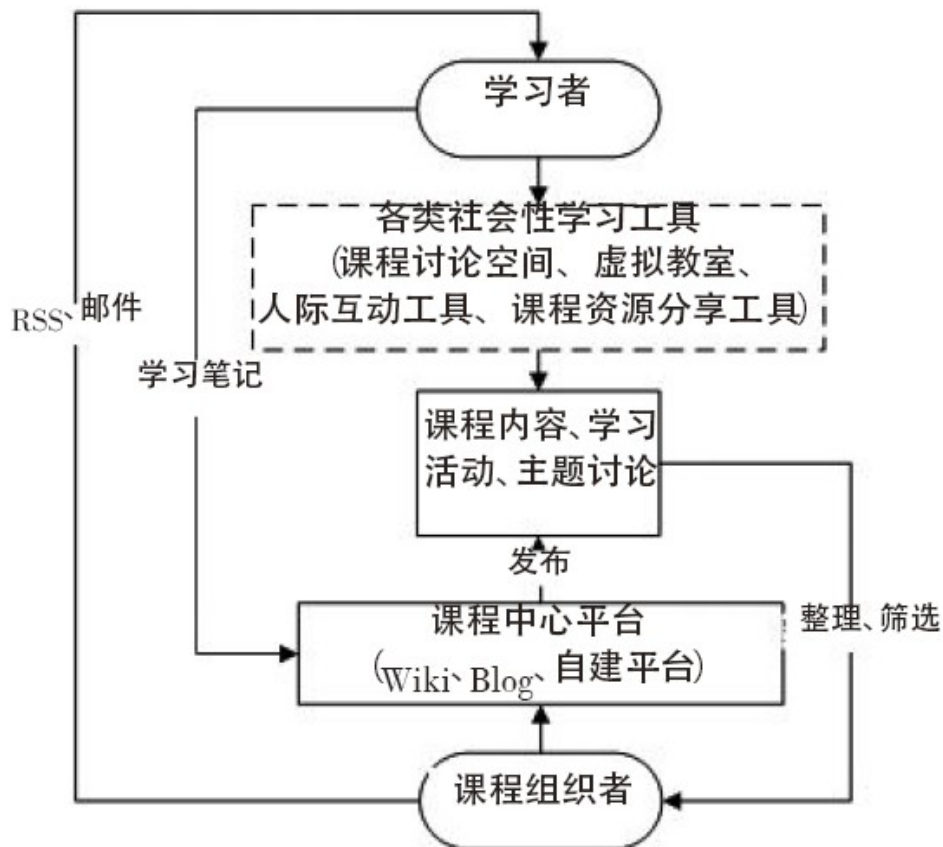 学习者
各类社会性学习工具
(课程讨论空间、虚拟教室、
人际互动工具、课程资源分享工具)
RSS、邮件
学习笔记
课程内容、学习
活动、主题讨论
发布
课程中心平台
(Wiki、Blog、自建平台)
整理、筛选
课程组织者